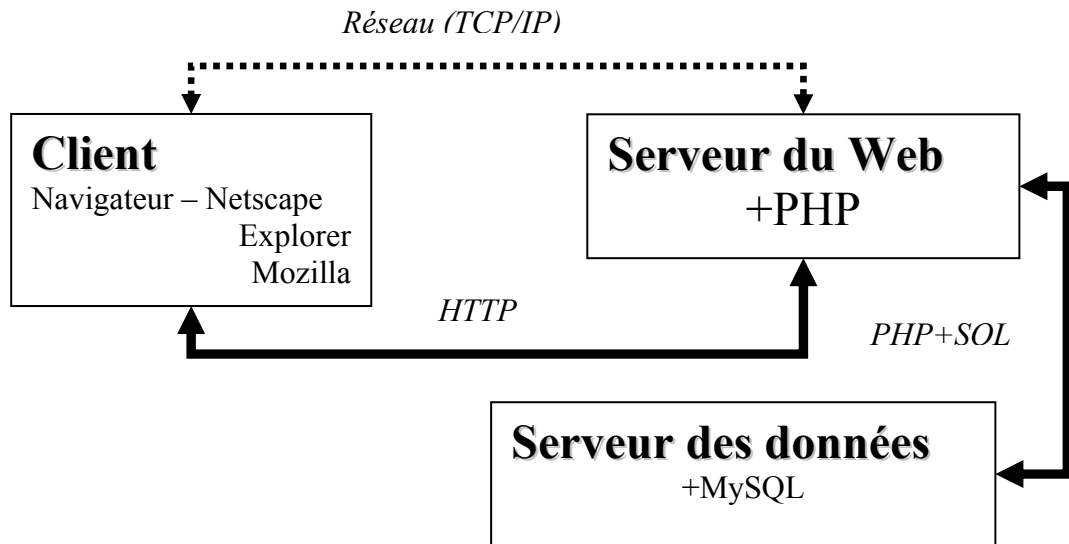 Réseau (TCP/IP)
Client
Navigateur – Netscape
Explorer
Mozilla
Serveur du Web
+PHP
HTTP
PHP+SOL
Serveur des données
+MySQL